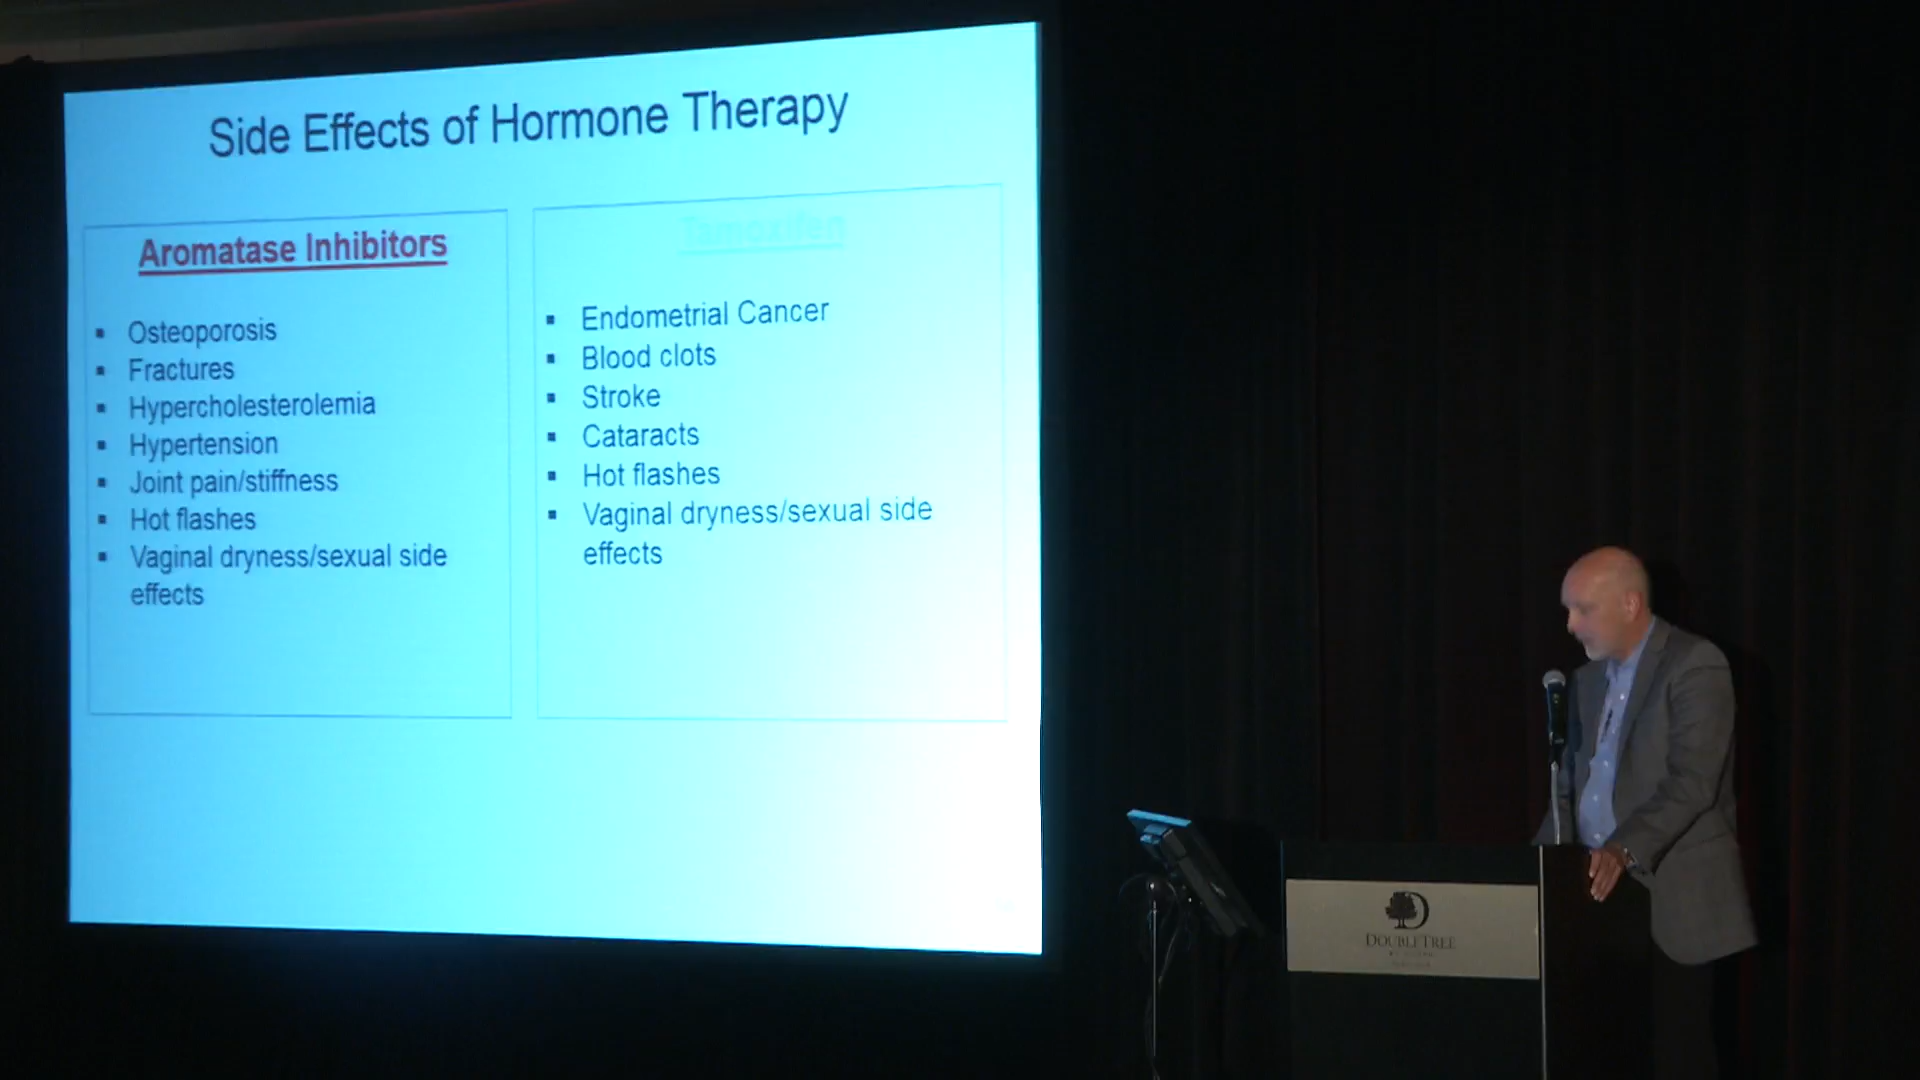 Side Effects of Hormone Therapy
Aromatase Inhibitors
▪ Osteoporosis
▪ Fractures
▪ Hypercholesterolemia
▪ Hypertension
▪ Joint pain/stiffness
▪ Hot flashes
▪ Vaginal dryness/sexual side
effects
Tamoxifen
▪ Endometrial Cancer
▪ Blood clots
▪ Stroke
▪ Cataracts
▪ Hot flashes
▪ Vaginal dryness/sexual side
effects
D
DOUBLETREE